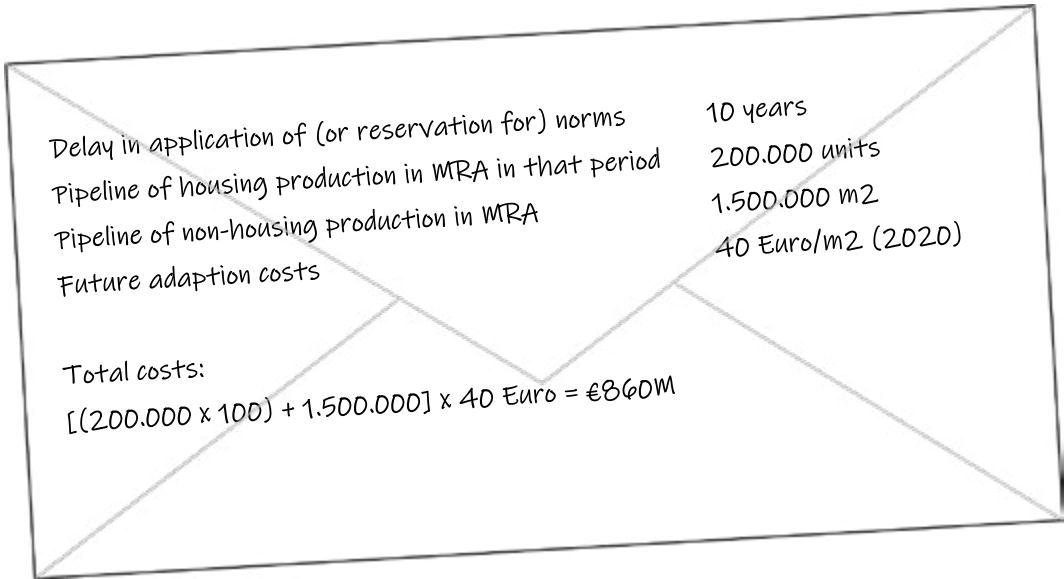 Delay in application of (or reservation for) norms 10 years
Pipeline of housing production in MRA in that period 200.000 units
Pipeline of non-housing production in MRA 1.500.000 m2
Future adaption costs 40 Euro/m2 (2020)
Total costs:
[(200.000 x 100) + 1.500.000] x 40 Euro = €860M